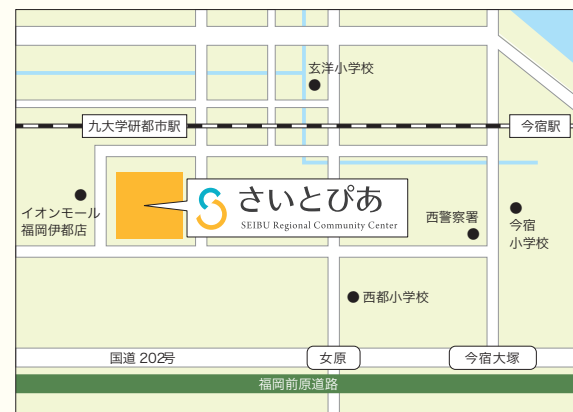 玄洋小学校
九大学研都市駅
今宿駅
イオンモール
福岡伊都店
さいとぴあ
SEIBU Regional Community Center
西警察署
今宿
小学校
西都小学校
国道 202号
女原
今宿大塚
福岡前原道路